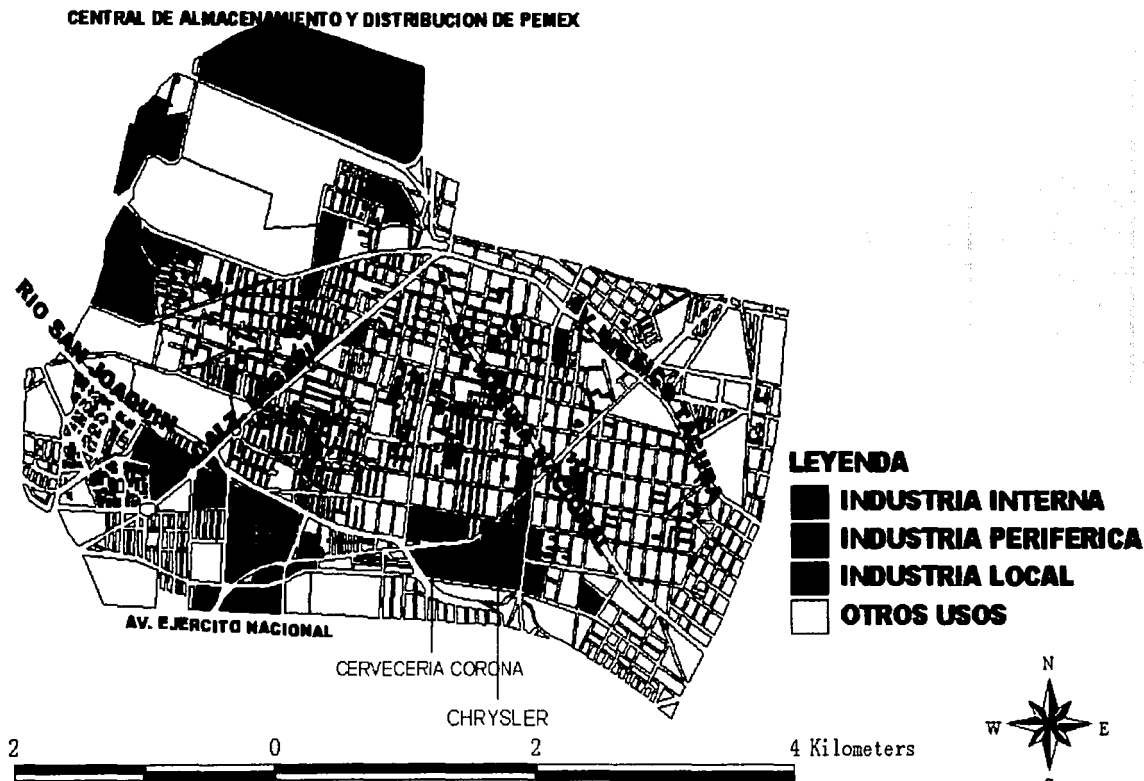 CENTRAL DE ALMACENAMIENTO Y DISTRIBUCION DE PEMEX
RIO SAN JOAQUIN
LEYENDA
INDUSTRIA INTERNA
INDUSTRIA PERIFERICA
INDUSTRIA LOCAL
OTROS USOS
AV. EJERCITO NACIONAL
CERVECERIA CORONA
CHRYSLER
N
W E
S
2 0 2 4 Kilometers